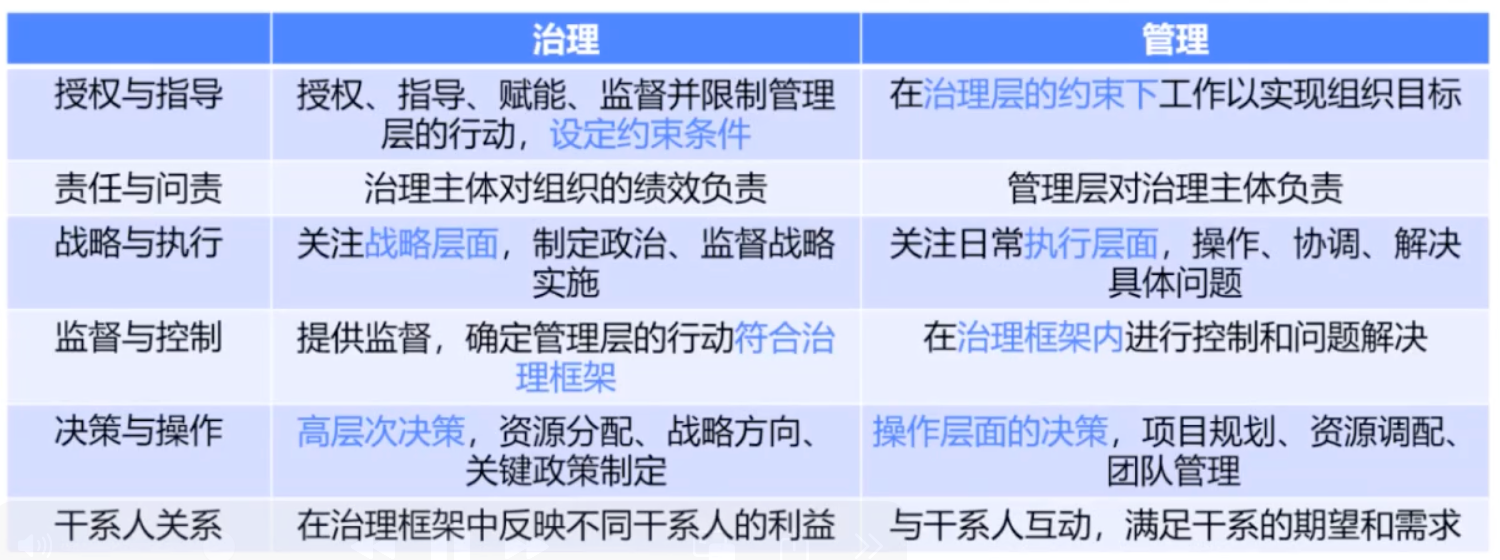 治理 管理
授权与指导 授权、指导、赋能、监督并限制管理 在治理层的约束下工作以实现组织目标
层的行动，设定约束条件
责任与问责 治理主体对组织的绩效负责 管理层对治理主体负责
战略与执行 关注战略层面，制定政治、监督战略 关注日常执行层面，操作、协调、解决
实施 具体问题
监督与控制 提供监督，确定管理层的行动符合治 在治理框架内进行控制和问题解决
理框架
决策与操作 高层次决策，资源分配、战略方向、 操作层面的决策，项目规划、资源调配、
关键政策制定 团队管理
干系人关系 在治理框架中反映不同干系人的利益 与干系人互动，满足干系的期望和需求